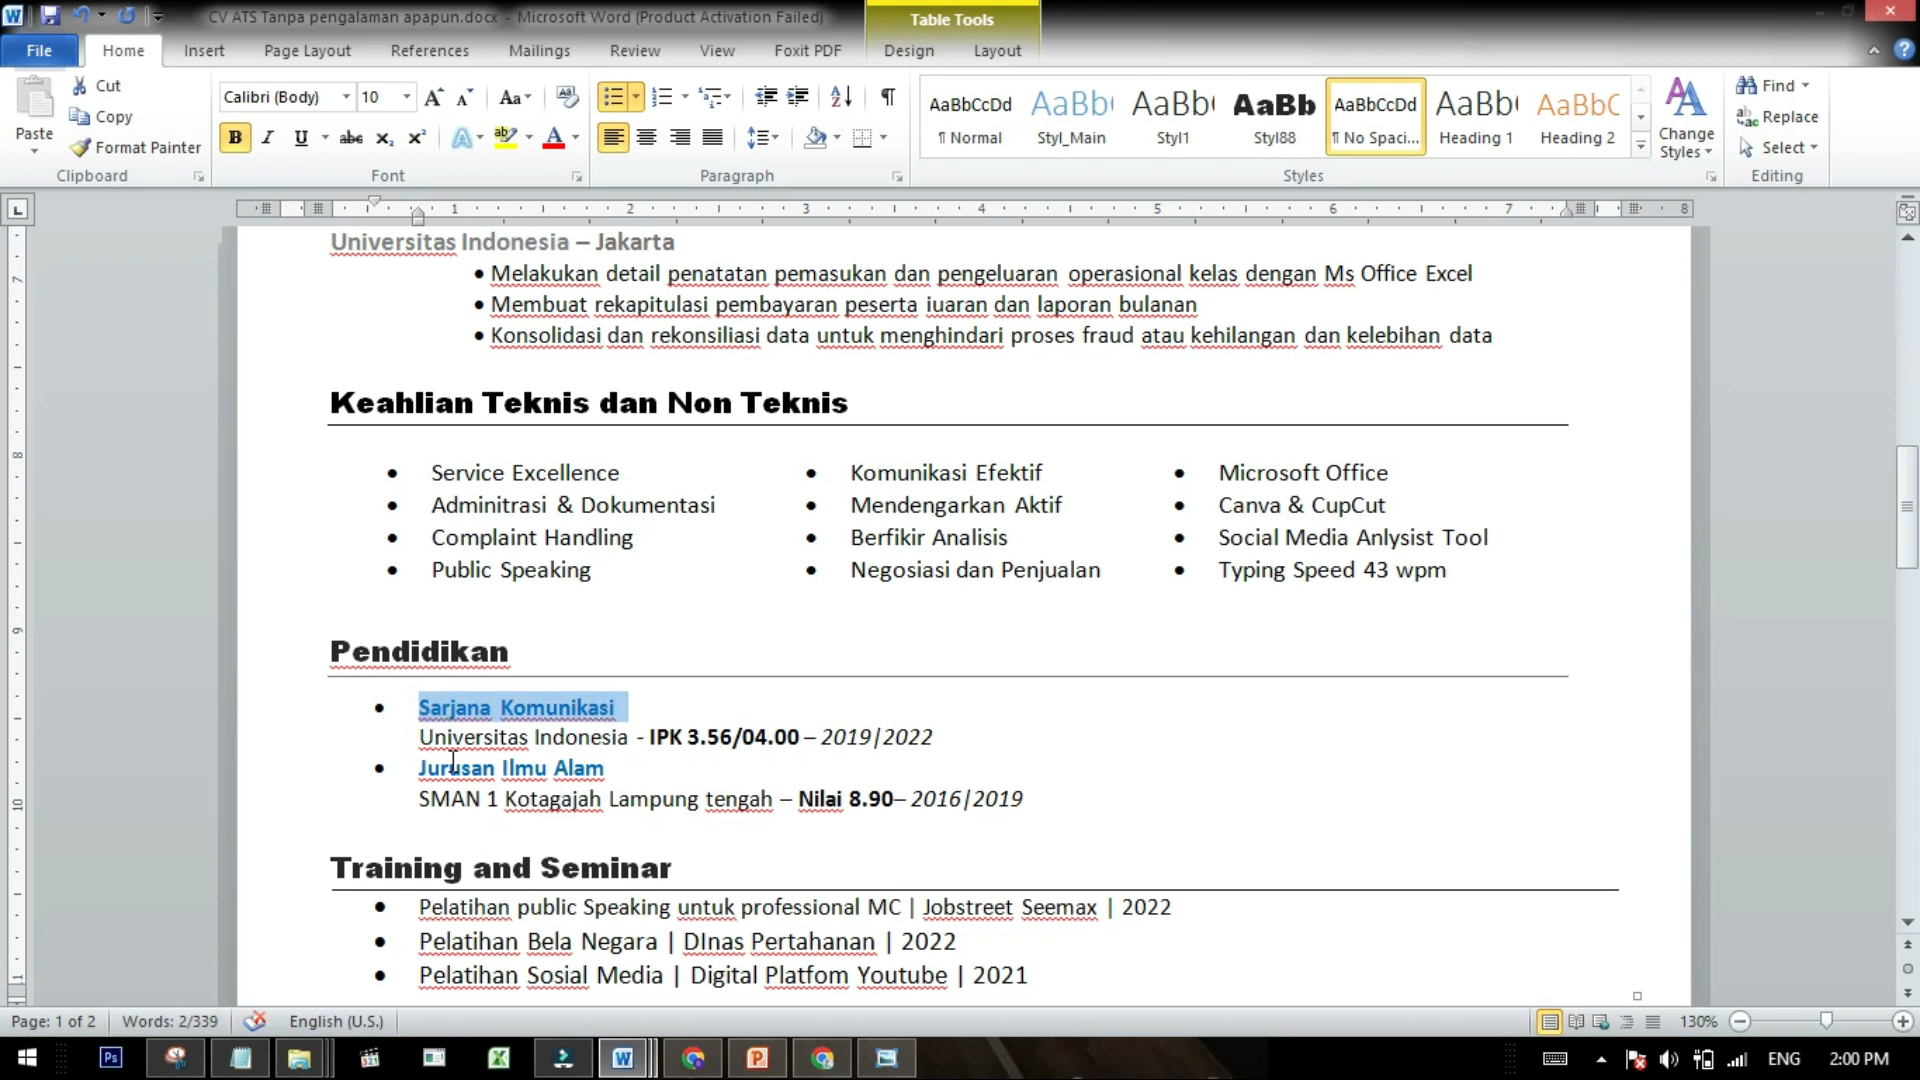 CV ATS Tanpa pengalaman apapun.docx - Microsoft Word (Product Activation Failed)
Table Tools
File Home Insert Page Layout References Mailings Review View Foxit PDF Design Layout
Paste
Cut
Copy
Format Painter
Clipboard
Calibri (Body) 10
Font
Paragraph
AaBbCcDd AaBb( AaBb( AaBb AaBbCcDd AaBb( AaBbC
¶ Normal Styl_Main Styl1 Styl88 ¶ No Spaci... Heading 1 Heading 2
Change Styles
Styles
Find
Replace
Select
Editing
1 2 3 4 5 6 7 8
Universitas Indonesia – Jakarta
• Melakukan detail penatatan pemasukan dan pengeluaran operasional kelas dengan Ms Office Excel
• Membuat rekapitulasi pembayaran peserta iuaran dan laporan bulanan
• Konsolidasi dan rekonsiliasi data untuk menghindari proses fraud atau kehilangan dan kelebihan data
Keahlian Teknis dan Non Teknis
• Service Excellence
• Adminitrasi & Dokumentasi
• Complaint Handling
• Public Speaking
• Komunikasi Efektif
• Mendengarkan Aktif
• Berfikir Analisis
• Negosiasi dan Penjualan
• Microsoft Office
• Canva & CupCut
• Social Media Anlysist Tool
• Typing Speed 43 wpm
Pendidikan
• Sarjana Komunikasi
Universitas Indonesia - IPK 3.56/04.00 – 2019|2022
• Jurusan Ilmu Alam
SMAN 1 Kotagajah Lampung tengah – Nilai 8.90– 2016|2019
Training and Seminar
• Pelatihan public Speaking untuk professional MC | Jobstreet Seemax | 2022
• Pelatihan Bela Negara | DInas Pertahanan | 2022
• Pelatihan Sosial Media | Digital Platfom Youtube | 2021
Page: 1 of 2 Words: 2/339 English (U.S.) 130%
ENG 2:00 PM